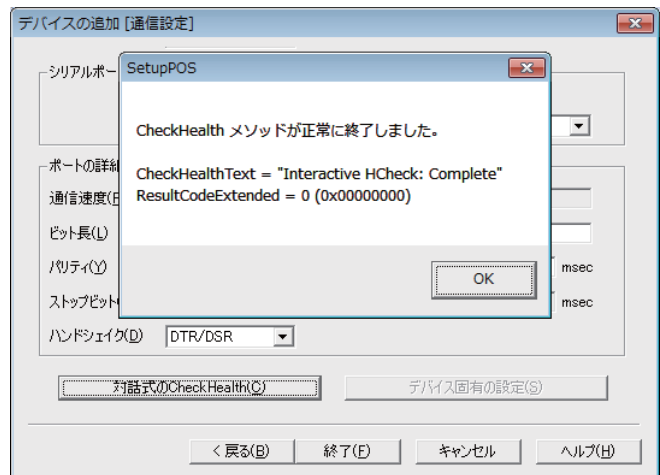 デバイスの追加 [通信設定]
シリアルポー
SetupPOS
CheckHealth メソッドが正常に終了しました。
CheckHealthText = "Interactive HCheck: Complete"
ResultCodeExtended = 0 (0x00000000)
OK
ポートの詳細
通信速度(
ビット長(L)
パリティ(Y)
msec
ストップビット
msec
ハンドシェイク(D) DTR/DSR
対話式のCheckHealth(C) デバイス固有の設定(S)
< 戻る(B) 終了(F) キャンセル ヘルプ(H)